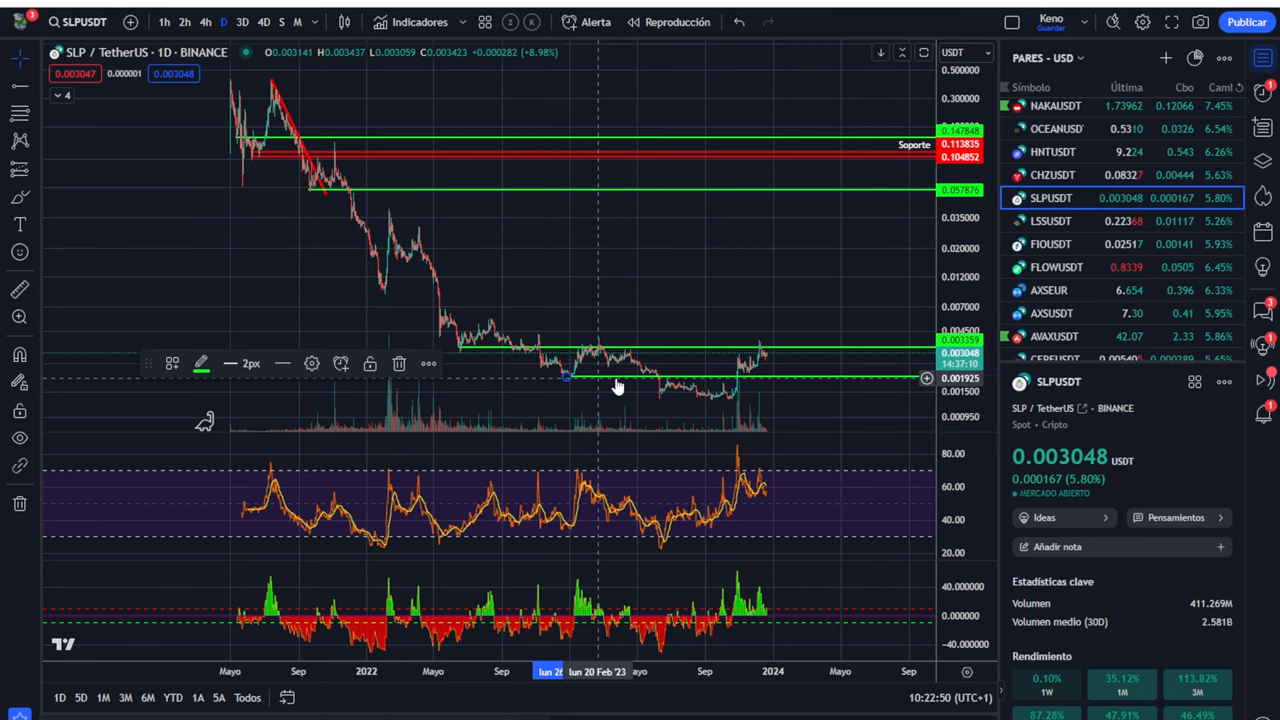 3 SLPUSDT 1h 2h 4h D 3D 4D S M Indicadores 2 K Alerta Reproducción Keno Guardar Publicar
SLP / TetherUS · 1D · BINANCE O0.003141 H0.003437 L0.003059 C0.003423 +0.000282 (+8.98%) USDT
0.003047 0.000001 0.003048
4
0.500000
0.300000
0.147848
Soporte 0.113835
0.104852
0.057876
0.035000
0.020000
0.012000
0.007000
0.004500
0.003359
0.003048
14:37:10
2px
0.001925
0.001500
0.000950
80.00
60.00
40.00
20.00
40.000000
0.000000
-40.000000
Mayo Sep 2022 Mayo Sep lun 26 lun 20 Feb '23 ayo Sep 2024 Mayo Sep
1D 5D 1M 3M 6M YTD 1A 5A Todos 10:22:50 (UTC+1)
PARES - USD
Símbolo Última Cbo Caml
NAKAUSDT 1.73962 0.12066 7.45%
OCEANUSD 0.5310 0.0326 6.54%
HNTUSDT 9.224 0.543 6.26%
CHZUSDT 0.08327 0.00444 5.63%
SLPUSDT 0.003048 0.000167 5.80%
LSSUSDT 0.22368 0.01117 5.26%
FIOUSDT 0.02517 0.00141 5.93%
FLOWUSDT 0.8339 0.0505 6.45%
AXSEUR 6.654 0.396 6.33%
AXSUSDT 7.30 0.41 5.95%
AVAXUSDT 42.07 2.33 5.86%
SLPUSDT
SLP / TetherUS BINANCE
Spot • Cripto
0.003048 USDT
0.000167 (5.80%)
MERCADO ABIERTO
Ideas Pensamientos
Añadir nota
Estadísticas clave
Volumen 411.269M
Volumen medio (30D) 2.581B
Rendimiento
0.10% 35.12% 113.82%
1W 1M 3M
87.28% 47.91% 46.49%